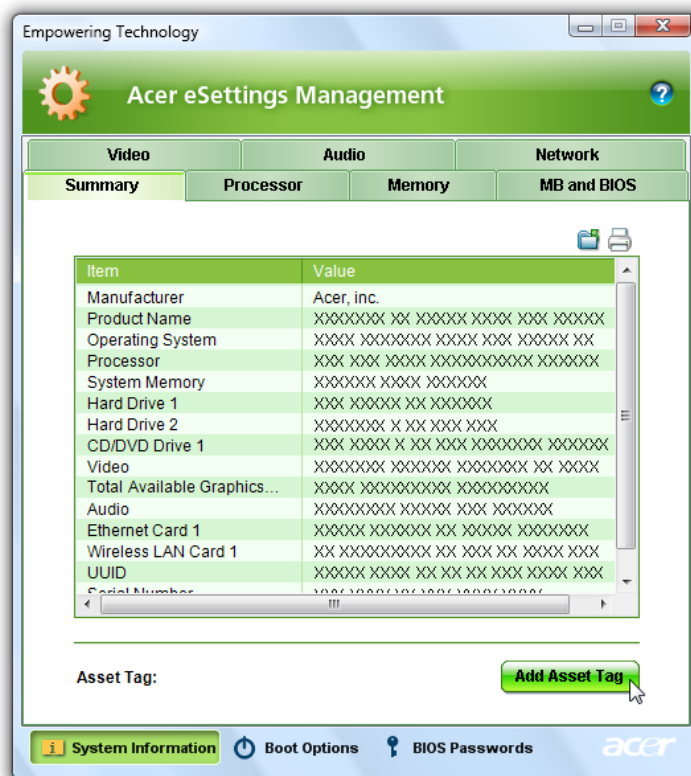 Empowering Technology
Acer eSettings Management
Video Audio Network
Summary Processor Memory MB and BIOS
Item Value
Manufacturer Acer, inc.
Product Name XXXXXXX XX XXXXX XXXX XXX XXXXX
Operating System XXXX XXXXXXX XXXX XXX XXXXX XX
Processor XXX XXX XXXX XXXXXXXXXX XXXXXX
System Memory XXXXXX XXXX XXXXXX
Hard Drive 1 XXX XXXXX XX XXXXXX
Hard Drive 2 XXXXXXX X XX XXX XXX
CD/DVD Drive 1 XXX XXXX X XX XXX XXXXXXX XXXXXX
Video XXXXXXX XXXXXX XXXXXXX XX XXXX
Total Available Graphics... XXXX XXXXXXXXX XXXXXXXXX
Audio XXXXX XXXXXX XXX XXXXXX
Ethernet Card 1 XXXXX XXXXXXX XX XXXXX XXXXXXX
Wireless LAN Card 1 XX XXXXXXXXX XX XXX XX XXXX XXX
UUID XXXXX XXXX XX XX XX XXX XXXX XXX
Serial Number
Asset Tag: Add Asset Tag
System Information Boot Options BIOS Passwords acer